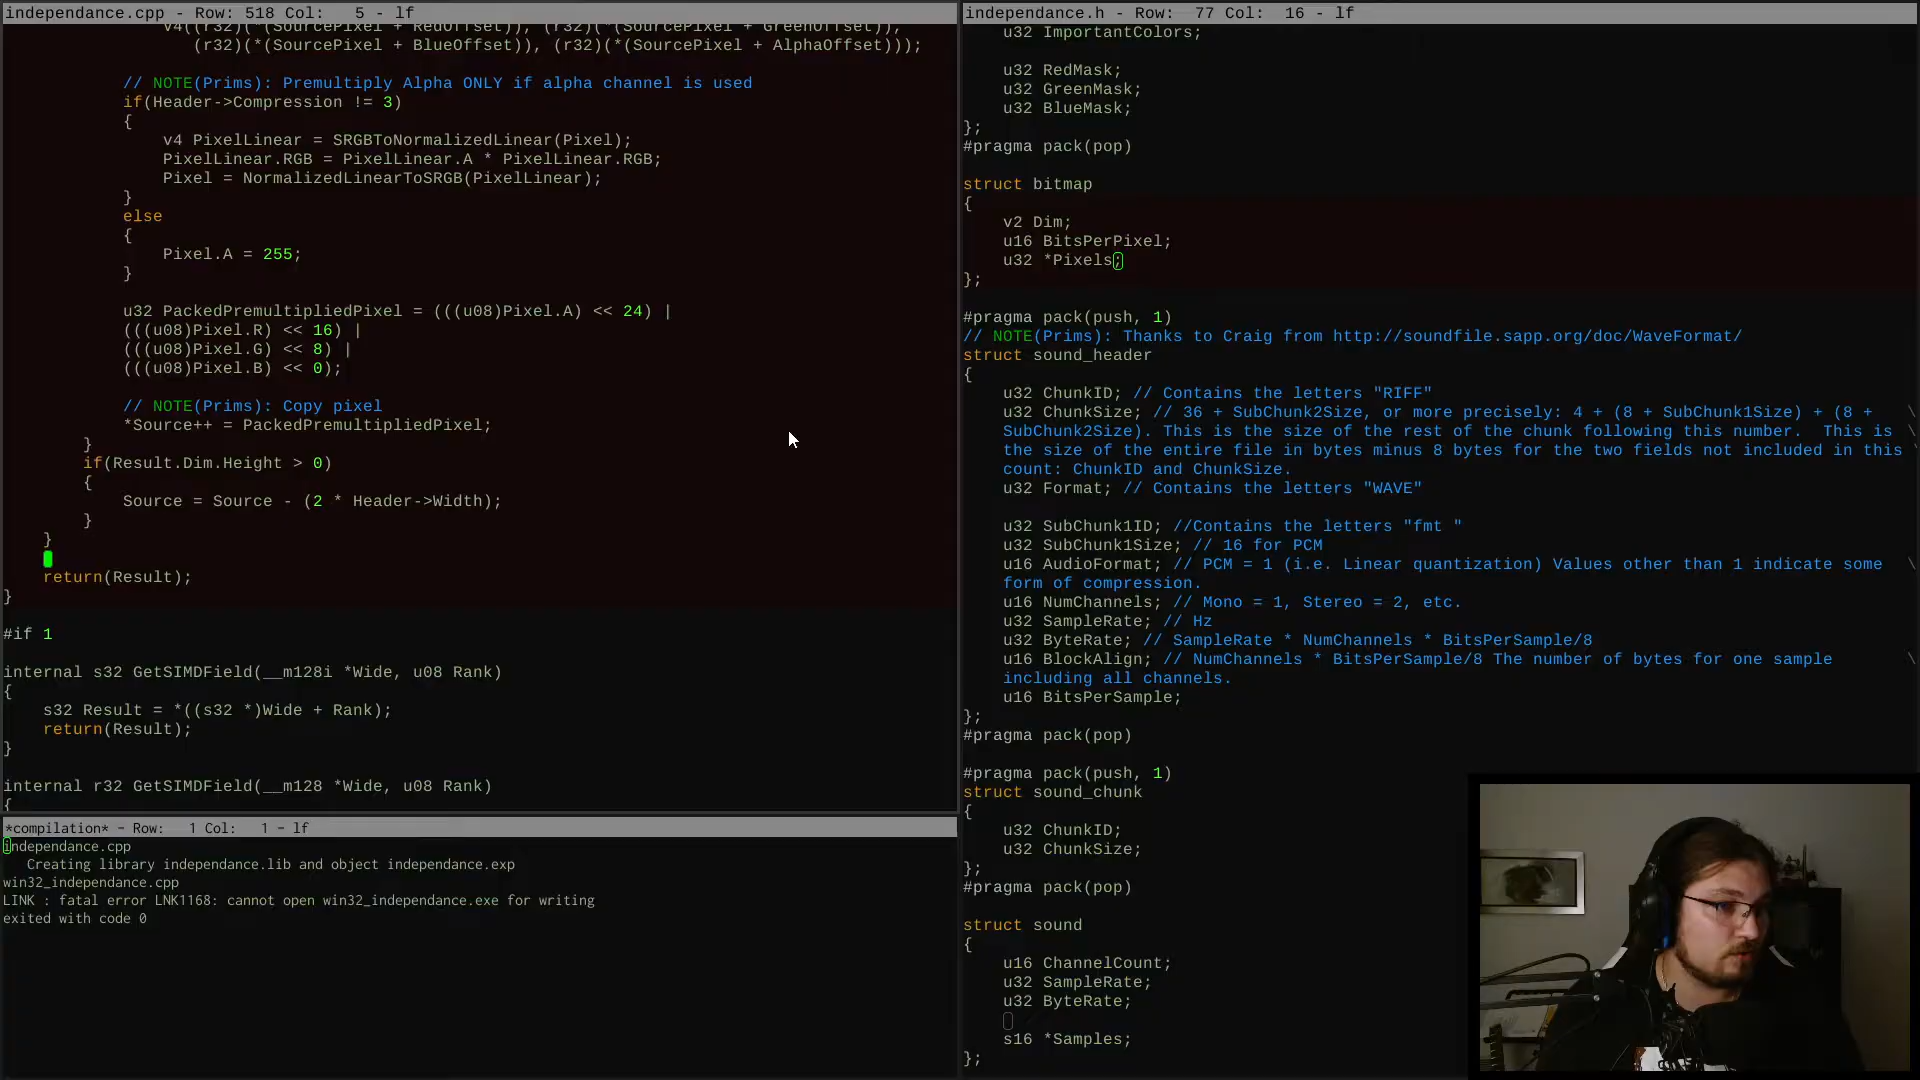 independance.cpp - Row: 518 Col:   5 - lf
v4((r32)(*(SourcePixel + RedOffset)), (r32)(*(SourcePixel + GreenOffset)),
(r32)(*(SourcePixel + BlueOffset)), (r32)(*(SourcePixel + AlphaOffset)));
// NOTE(Prims): Premultiply Alpha ONLY if alpha channel is used
if(Header->Compression != 3)
{
v4 PixelLinear = SRGBToNormalizedLinear(Pixel);
PixelLinear.RGB = PixelLinear.A * PixelLinear.RGB;
Pixel = NormalizedLinearToSRGB(PixelLinear);
}
else
{
Pixel.A = 255;
}
u32 PackedPremultipliedPixel = (((u08)Pixel.A) << 24) |
(((u08)Pixel.R) << 16) |
(((u08)Pixel.G) << 8) |
(((u08)Pixel.B) << 0);
// NOTE(Prims): Copy pixel
*Source++ = PackedPremultipliedPixel;
}
if(Result.Dim.Height > 0)
{
Source = Source - (2 * Header->Width);
}
}
return(Result);
}
#if 1
internal s32 GetSIMDField(__m128i *Wide, u08 Rank)
{
s32 Result = *((s32 *)Wide + Rank);
return(Result);
}
internal r32 GetSIMDField(__m128 *Wide, u08 Rank)
{
*compilation* - Row:   1 Col:   1 - lf
independance.cpp
Creating library independance.lib and object independance.exp
win32_independance.cpp
LINK : fatal error LNK1168: cannot open win32_independance.exe for writing
exited with code 0
independance.h - Row:  77 Col:  16 - lf
u32 ImportantColors;
u32 RedMask;
u32 GreenMask;
u32 BlueMask;
};
#pragma pack(pop)
struct bitmap
{
v2 Dim;
u16 BitsPerPixel;
u32 *Pixels;
};
#pragma pack(push, 1)
// NOTE(Prims): Thanks to Craig from http://soundfile.sapp.org/doc/WaveFormat/
struct sound_header
{
u32 ChunkID; // Contains the letters "RIFF"
u32 ChunkSize; // 36 + SubChunk2Size, or more precisely: 4 + (8 + SubChunk1Size) + (8 + \
SubChunk2Size). This is the size of the rest of the chunk following this number.  This is \
the size of the entire file in bytes minus 8 bytes for the two fields not included in this \
count: ChunkID and ChunkSize.
u32 Format; // Contains the letters "WAVE"
u32 SubChunk1ID; //Contains the letters "fmt "
u32 SubChunk1Size; // 16 for PCM
u16 AudioFormat; // PCM = 1 (i.e. Linear quantization) Values other than 1 indicate some \
form of compression.
u16 NumChannels; // Mono = 1, Stereo = 2, etc.
u32 SampleRate; // Hz
u32 ByteRate; // SampleRate * NumChannels * BitsPerSample/8
u16 BlockAlign; // NumChannels * BitsPerSample/8 The number of bytes for one sample \
including all channels.
u16 BitsPerSample;
};
#pragma pack(pop)
#pragma pack(push, 1)
struct sound_chunk
{
u32 ChunkID;
u32 ChunkSize;
};
#pragma pack(pop)
struct sound
{
u16 ChannelCount;
u32 SampleRate;
u32 ByteRate;
s16 *Samples;
};